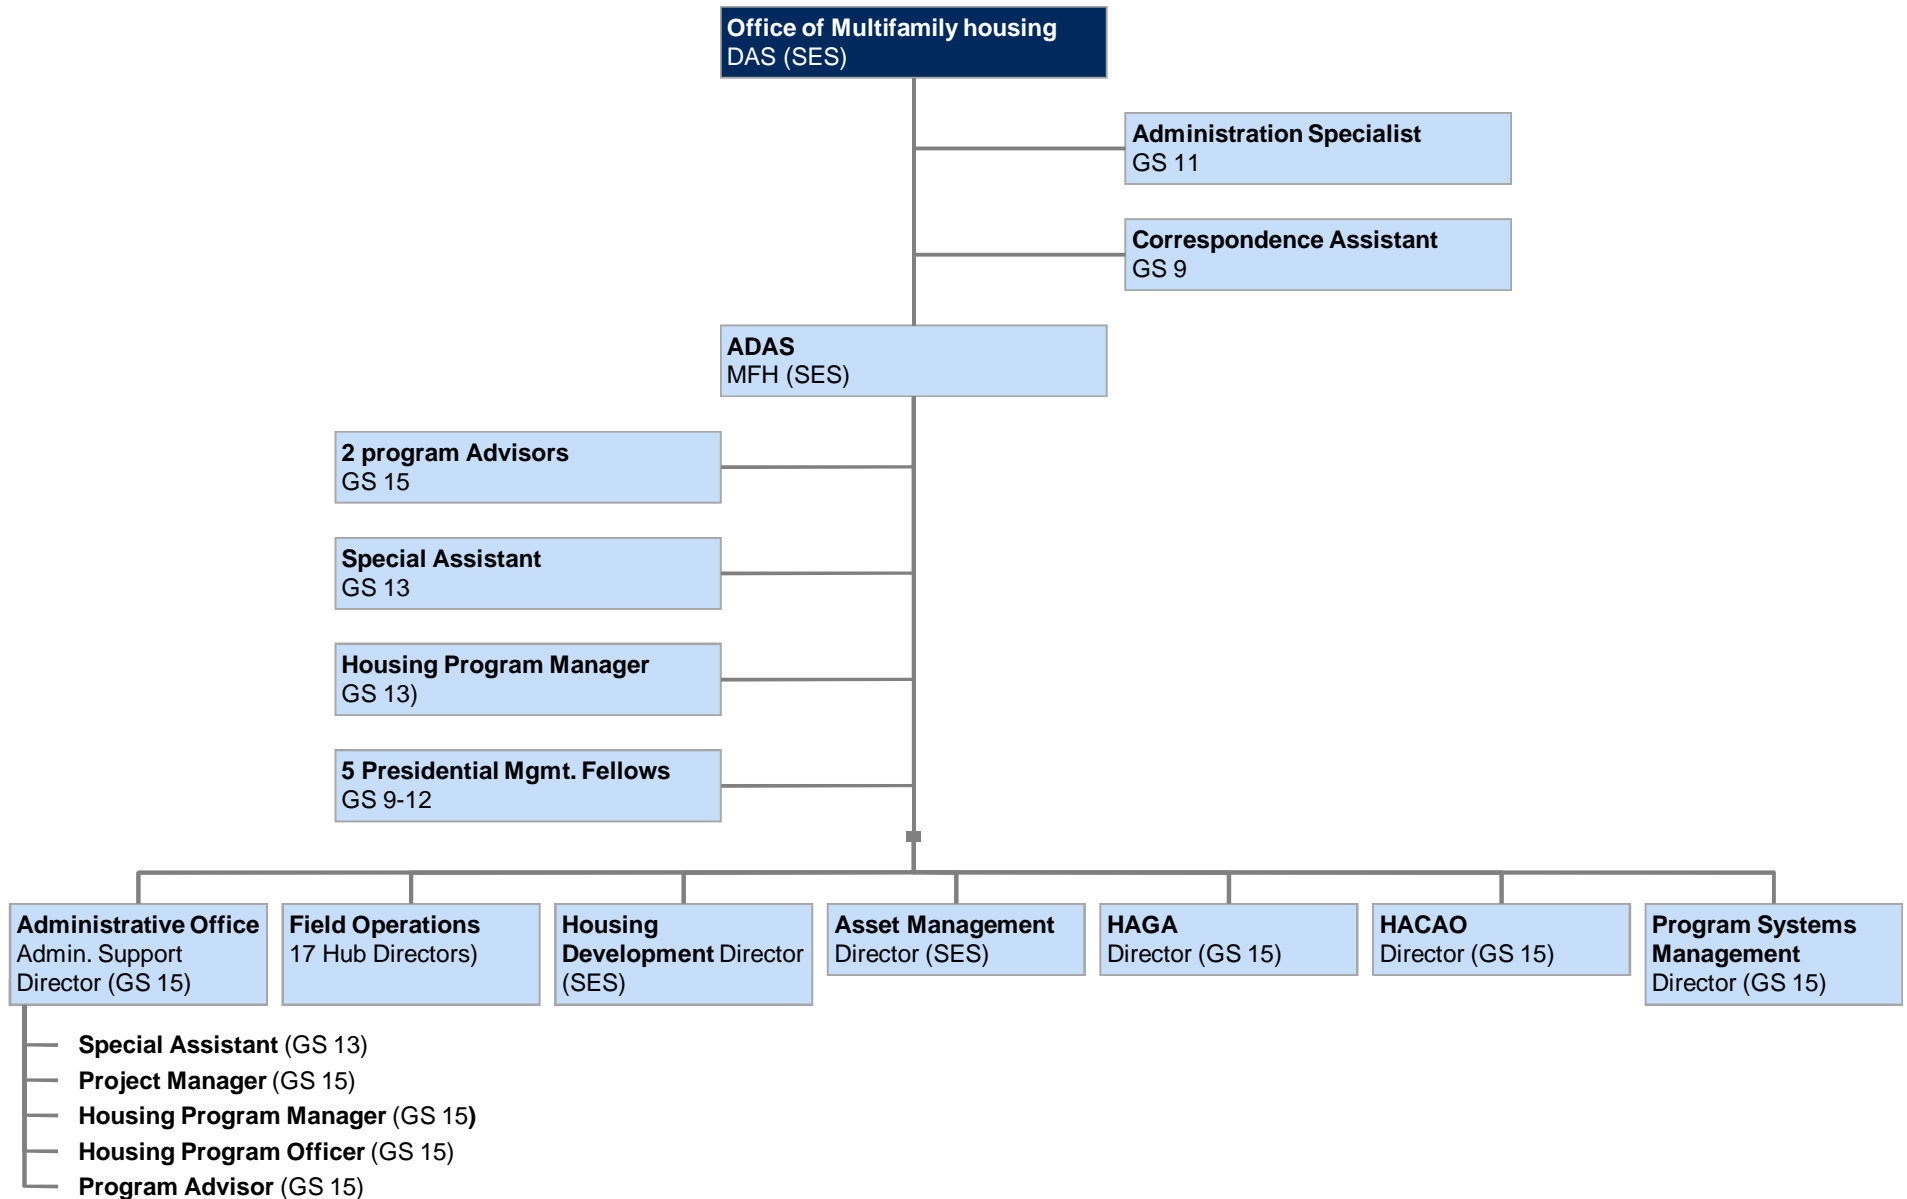 Office of Multifamily housing
DAS (SES)
Administration Specialist
GS 11
Correspondence Assistant
GS 9
ADAS
MFH (SES)
2 program Advisors
GS 15
Special Assistant
GS 13
Housing Program Manager
GS 13)
5 Presidential Mgmt. Fellows
GS 9-12
Administrative Office
Admin. Support
Director (GS 15)
Field Operations
17 Hub Directors)
Housing
Development Director
(SES)
Asset Management
Director (SES)
HAGA
Director (GS 15)
HACAO
Director (GS 15)
Program Systems
Management
Director (GS 15)
Special Assistant (GS 13)
Project Manager (GS 15)
Housing Program Manager (GS 15)
Housing Program Officer (GS 15)
Program Advisor (GS 15)